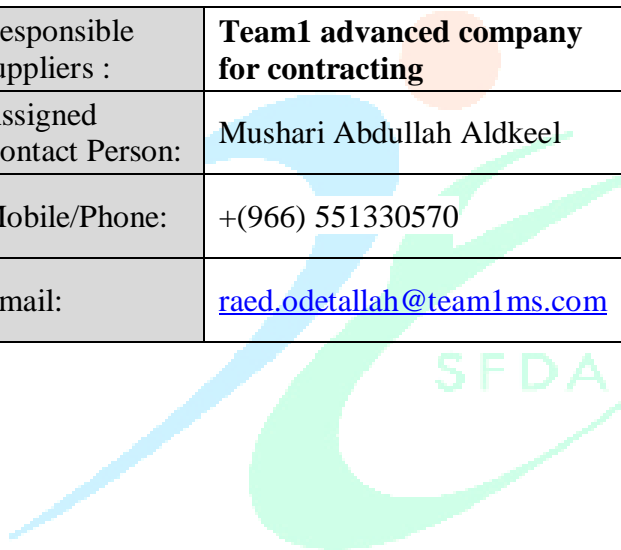 esponsible Team1 advanced company
uppliers : for contracting
ssigned
ontact Person: Mushari Abdullah Aldkeel
Mobile/Phone: +(966) 551330570
mail: raed.odetallah@team1ms.com
SFDA